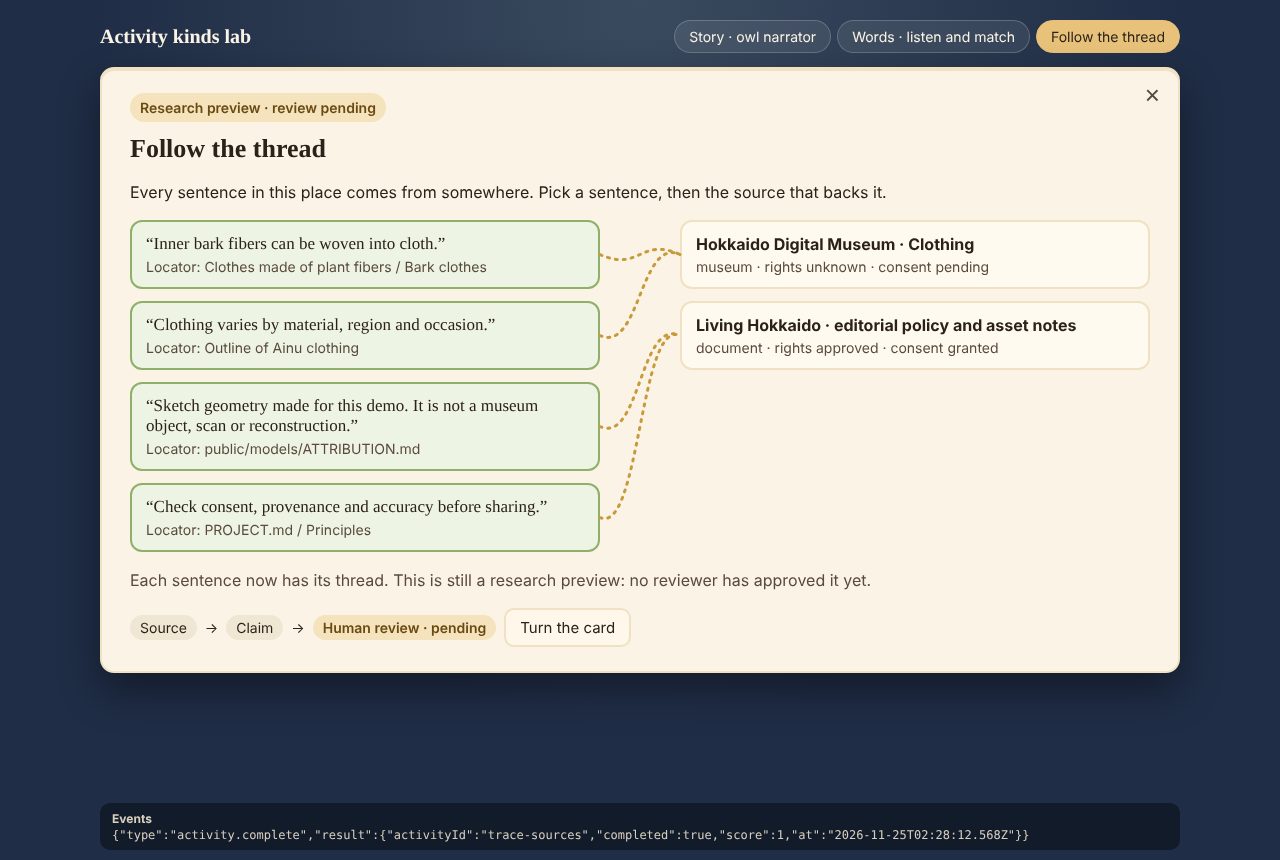 Activity kinds lab
Story · owl narrator
Words · listen and match
Follow the thread
Research preview · review pending
✕
Follow the thread
Every sentence in this place comes from somewhere. Pick a sentence, then the source that backs it.
“Inner bark fibers can be woven into cloth.”
Locator: Clothes made of plant fibers / Bark clothes
“Clothing varies by material, region and occasion.”
Locator: Outline of Ainu clothing
“Sketch geometry made for this demo. It is not a museum
object, scan or reconstruction.”
Locator: public/models/ATTRIBUTION.md
“Check consent, provenance and accuracy before sharing.”
Locator: PROJECT.md / Principles
Hokkaido Digital Museum · Clothing
museum · rights unknown · consent pending
Living Hokkaido · editorial policy and asset notes
document · rights approved · consent granted
Each sentence now has its thread. This is still a research preview: no reviewer has approved it yet.
Source → Claim → Human review · pending
Turn the card
Events
{"type":"activity.complete","result":{"activityId":"trace-sources","completed":true,"score":1,"at":"2026-11-25T02:28:12.568Z"}}